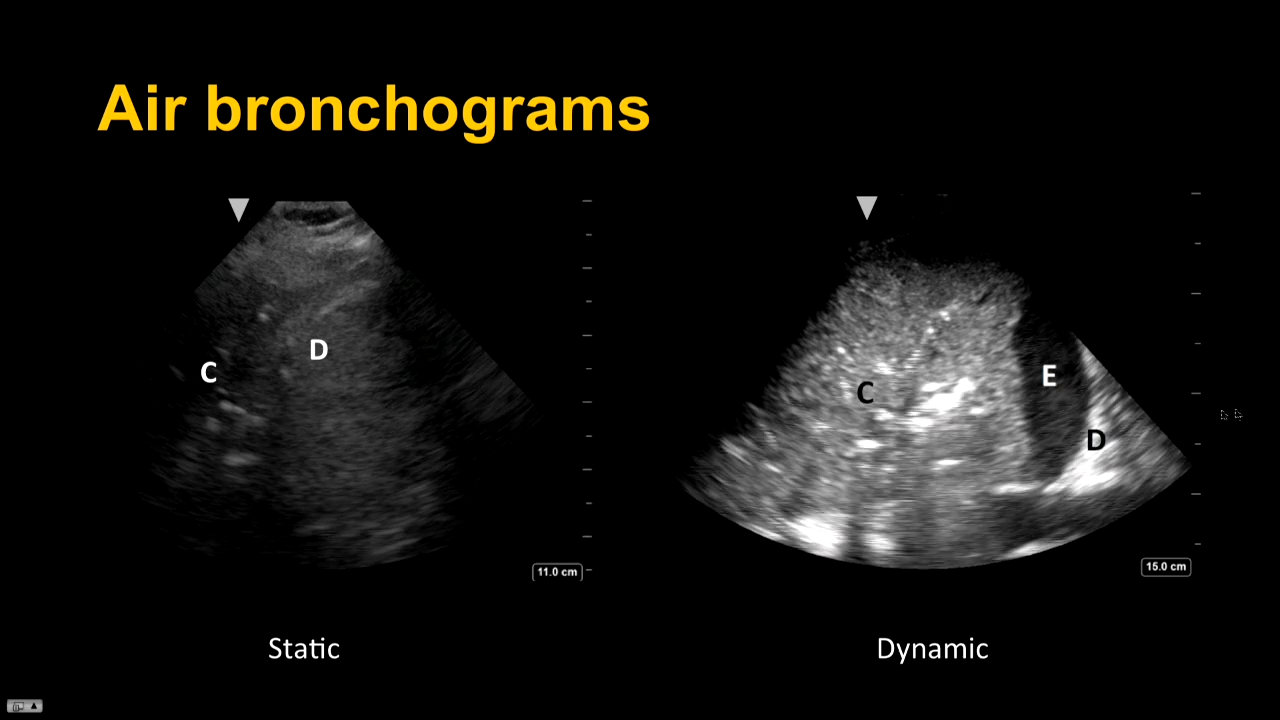 Air bronchograms
C
D
11.0 cm
C
E
D
15.0 cm
Static
Dynamic